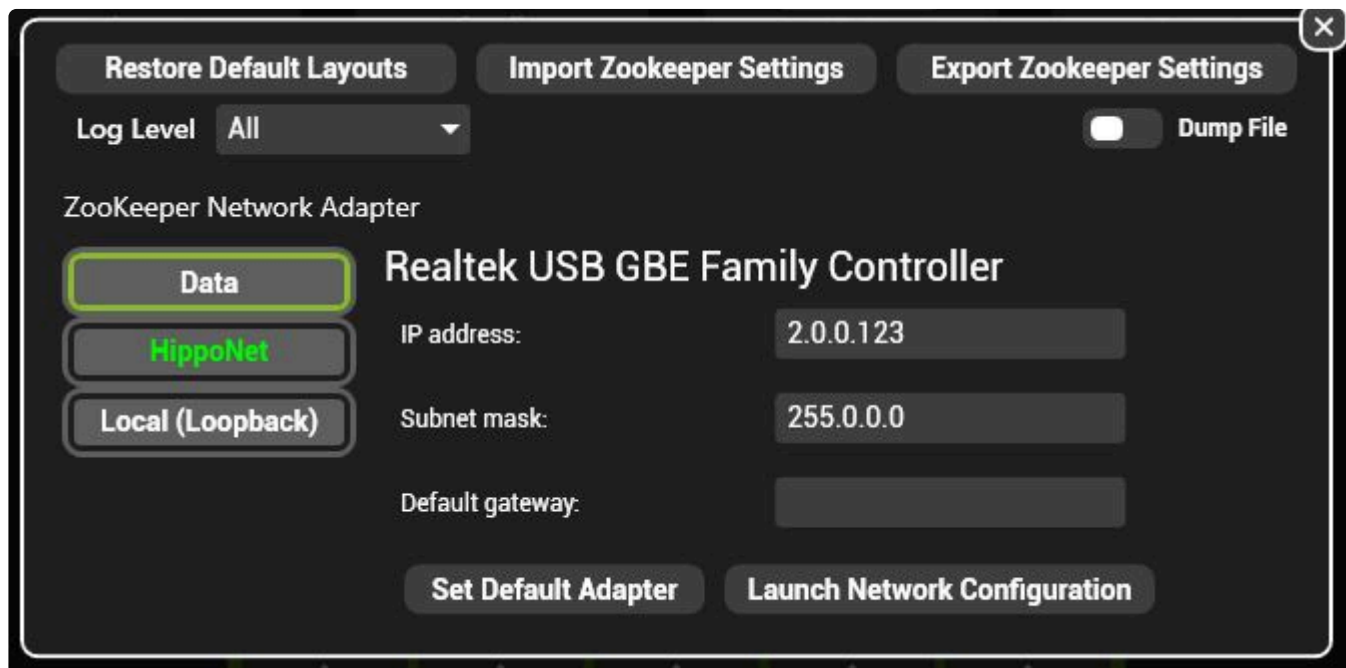 Restore Default Layouts Import Zookeeper Settings Export Zookeeper Settings
Log Level All Dump File
ZooKeeper Network Adapter
Data
HippoNet
Local (Loopback)
Realtek USB GBE Family Controller
IP address: 2.0.0.123
Subnet mask: 255.0.0.0
Default gateway:
Set Default Adapter Launch Network Configuration